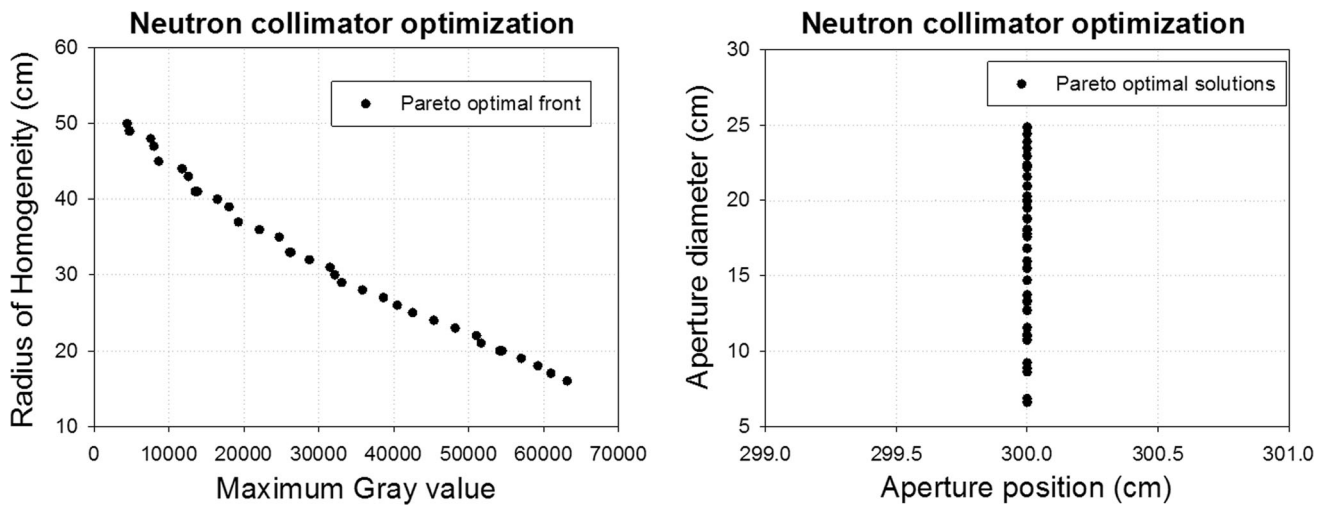 Neutron collimator optimization
Radius of Homogeneity (cm)
60
50
40
30
20
10
Pareto optimal front
0 10000 20000 30000 40000 50000 60000 70000
Maximum Gray value
Neutron collimator optimization
Aperture diameter (cm)
30
25
20
15
10
5
Pareto optimal solutions
299.0 299.5 300.0 300.5 301.0
Aperture position (cm)